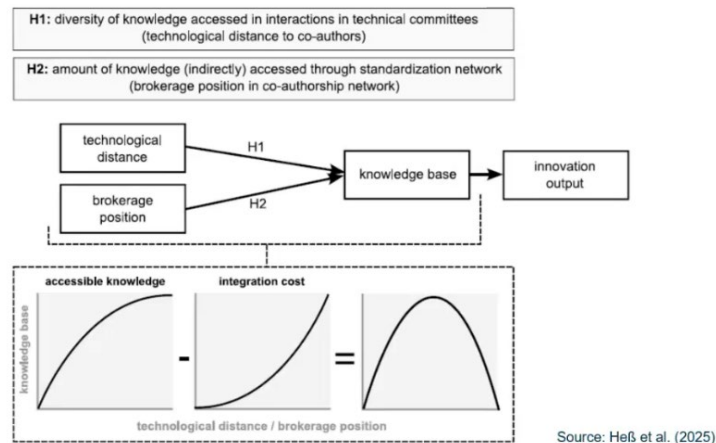 H1: diversity of knowledge accessed in interactions in technical committees
(technological distance to co-authors)
H2: amount of knowledge (indirectly) accessed through standardization network
(brokerage position in co-authorship network)
technological
distance
H1
knowledge base
innovation
output
brokerage
position
H2
accessible knowledge
integration cost
knowledge base
-
=
technological distance / brokerage position
Source: Heß et al. (2025)